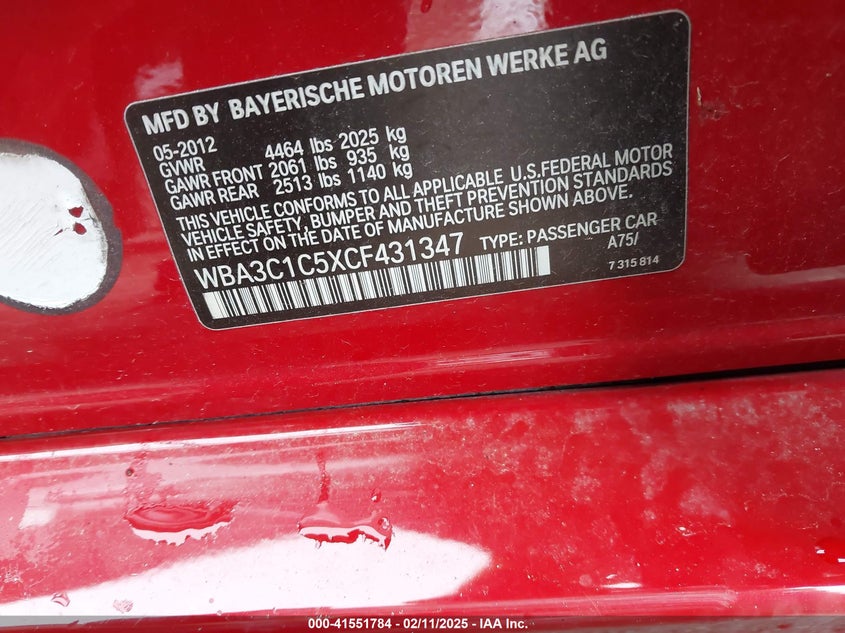 MFD BY BAYERISCHE MOTOREN WERKE AG
05-2012
GVWR 4464 lbs 2025 kg
GAWR FRONT 2061 lbs 935 kg
GAWR REAR 2513 lbs 1140 kg
THIS VEHICLE CONFORMS TO ALL APPLICABLE U.S.FEDERAL MOTOR
VEHICLE SAFETY, BUMPER AND THEFT PREVENTION STANDARDS
IN EFFECT ON THE DATE OF MANUFACTURE SHOWN ABOVE.
WBA3C1C5XCF431347 TYPE: PASSENGER CAR
A75/
7 315 814
000-41551784 - 02/11/2025 - IAA Inc.